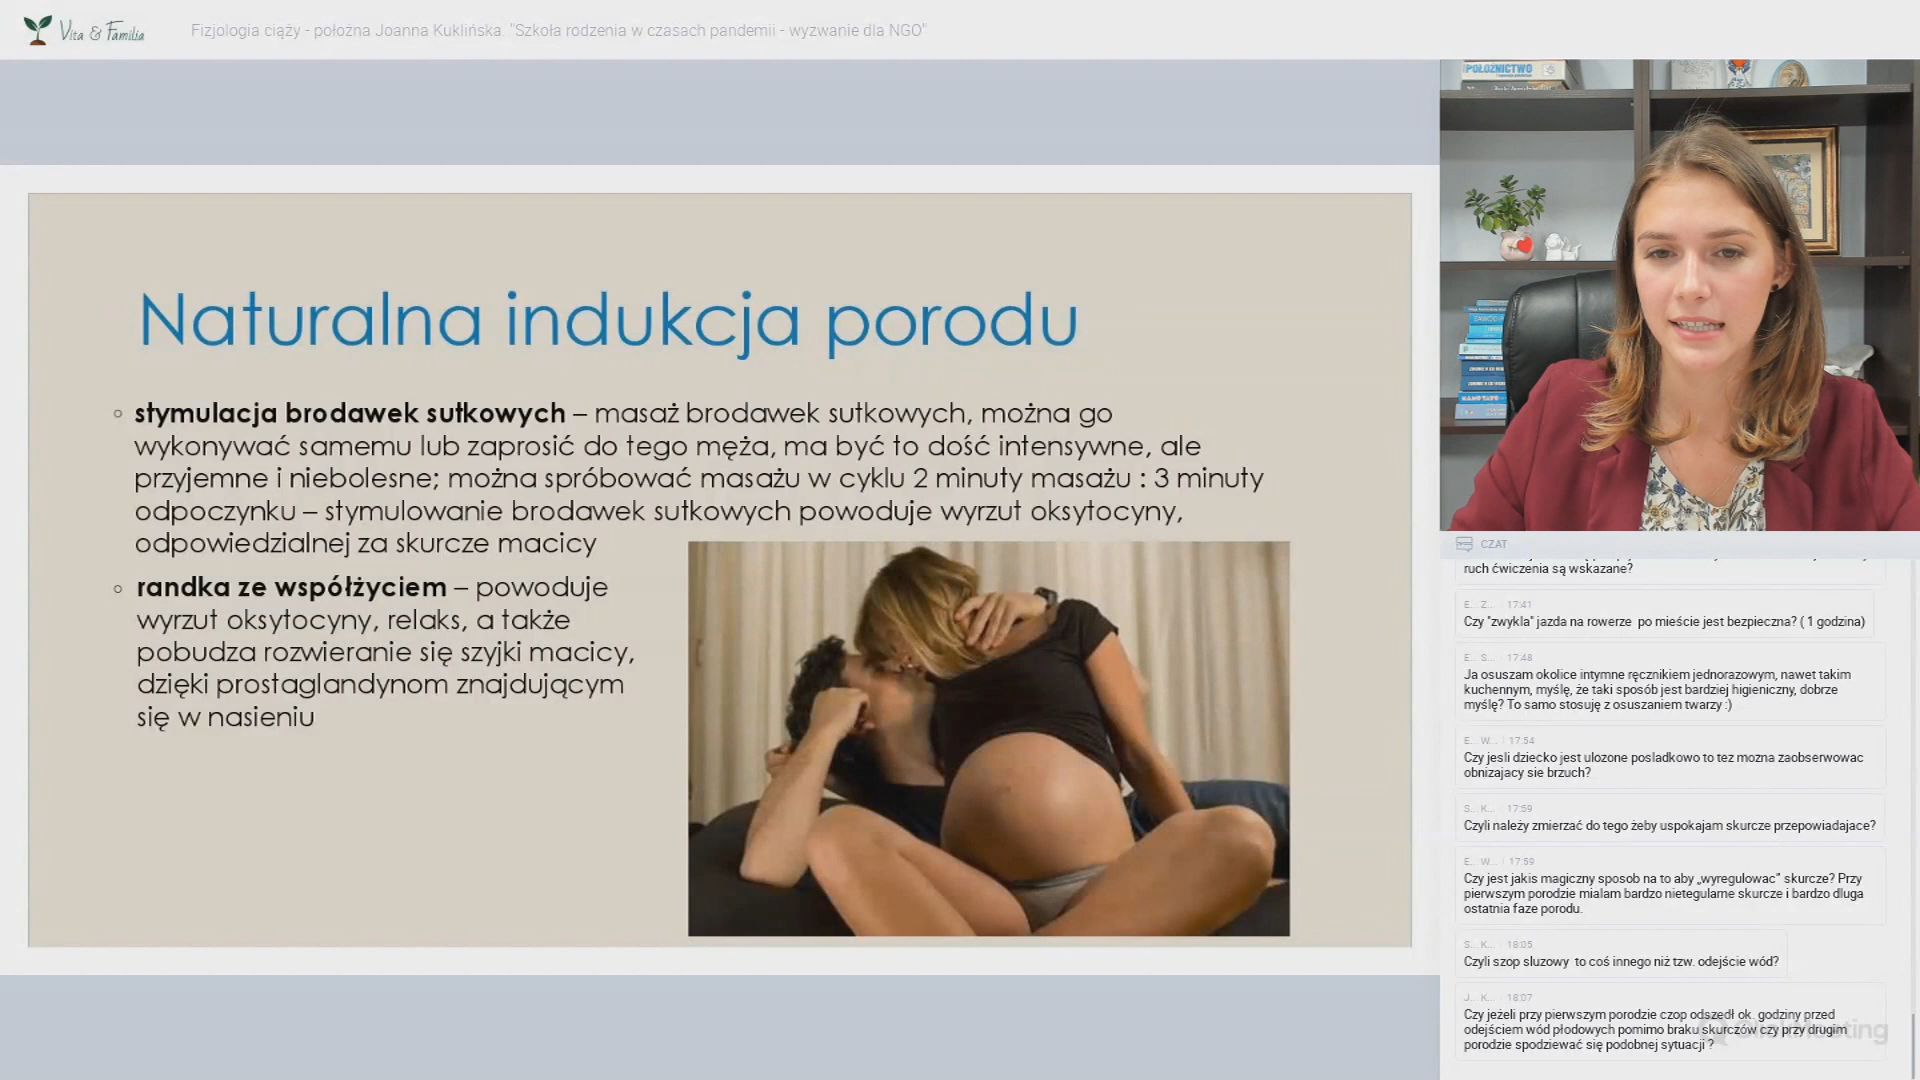 Vita & Familia
Fizjologia ciąży - położna Joanna Kuklińska. "Szkoła rodzenia w czasach pandemii - wyzwanie dla NGO"
POŁOŻNICTWO
Naturalna indukcja porodu
◦ stymulacja brodawek sutkowych – masaż brodawek sutkowych, można go
wykonywać samemu lub zaprosić do tego męża, ma być to dość intensywne, ale
przyjemne i niebolesne; można spróbować masażu w cyklu 2 minuty masażu : 3 minuty
odpoczynku – stymulowanie brodawek sutkowych powoduje wyrzut oksytocyny,
odpowiedzialnej za skurcze macicy
◦ randka ze współżyciem – powoduje
wyrzut oksytocyny, relaks, a także
pobudza rozwieranie się szyjki macicy,
dzięki prostaglandynom znajdującym
się w nasieniu
CZAT
ruch ćwiczenia są wskazane?
E... Z... 17:41
Czy "zwykla" jazda na rowerze po mieście jest bezpieczna? ( 1 godzina)
E... S... 17:48
Ja osuszam okolice intymne ręcznikiem jednorazowym, nawet takim
kuchennym, myślę, że taki sposób jest bardziej higieniczny, dobrze
myślę? To samo stosuję z osuszaniem twarzy :)
E... W... 17:54
Czy jesli dziecko jest ulozone posladkowo to tez mozna zaobserwowac
obnizajacy sie brzuch?
S... K... 17:59
Czyli należy zmierzać do tego żeby uspokajam skurcze przepowiadajace?
E... W... 17:59
Czy jest jakis magiczny sposob na to aby „wyregulowac” skurcze? Przy
pierwszym porodzie mialam bardzo nietegularne skurcze i bardzo dluga
ostatnia faze porodu.
S... K... 18:05
Czyli szop sluzowy to coś innego niż tzw. odejście wód?
J... K... 18:07
Czy jeżeli przy pierwszym porodzie czop odszedł ok. godziny przed
odejściem wód płodowych pomimo braku skurczów czy przy drugim
porodzie spodziewać się podobnej sytuacji ?
ClickMeeting